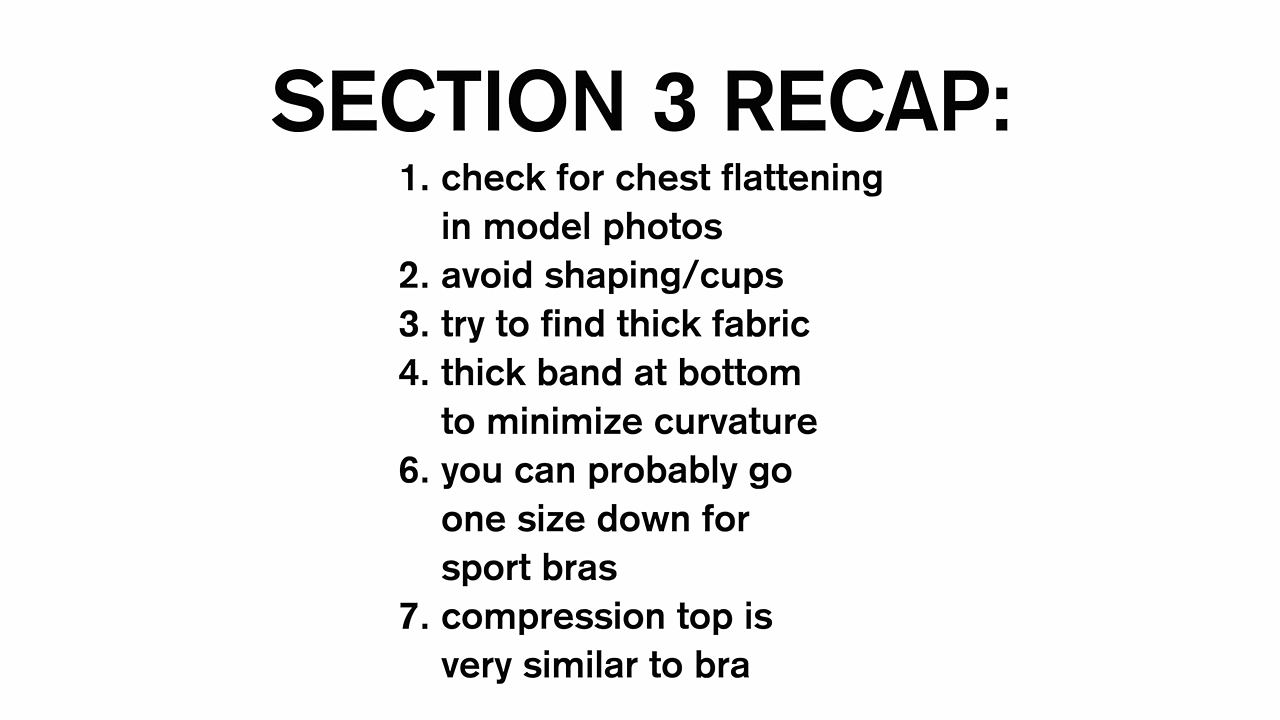 SECTION 3 RECAP:
1. check for chest flattening
in model photos
2. avoid shaping/cups
3. try to find thick fabric
4. thick band at bottom
to minimize curvature
6. you can probably go
one size down for
sport bras
7. compression top is
very similar to bra